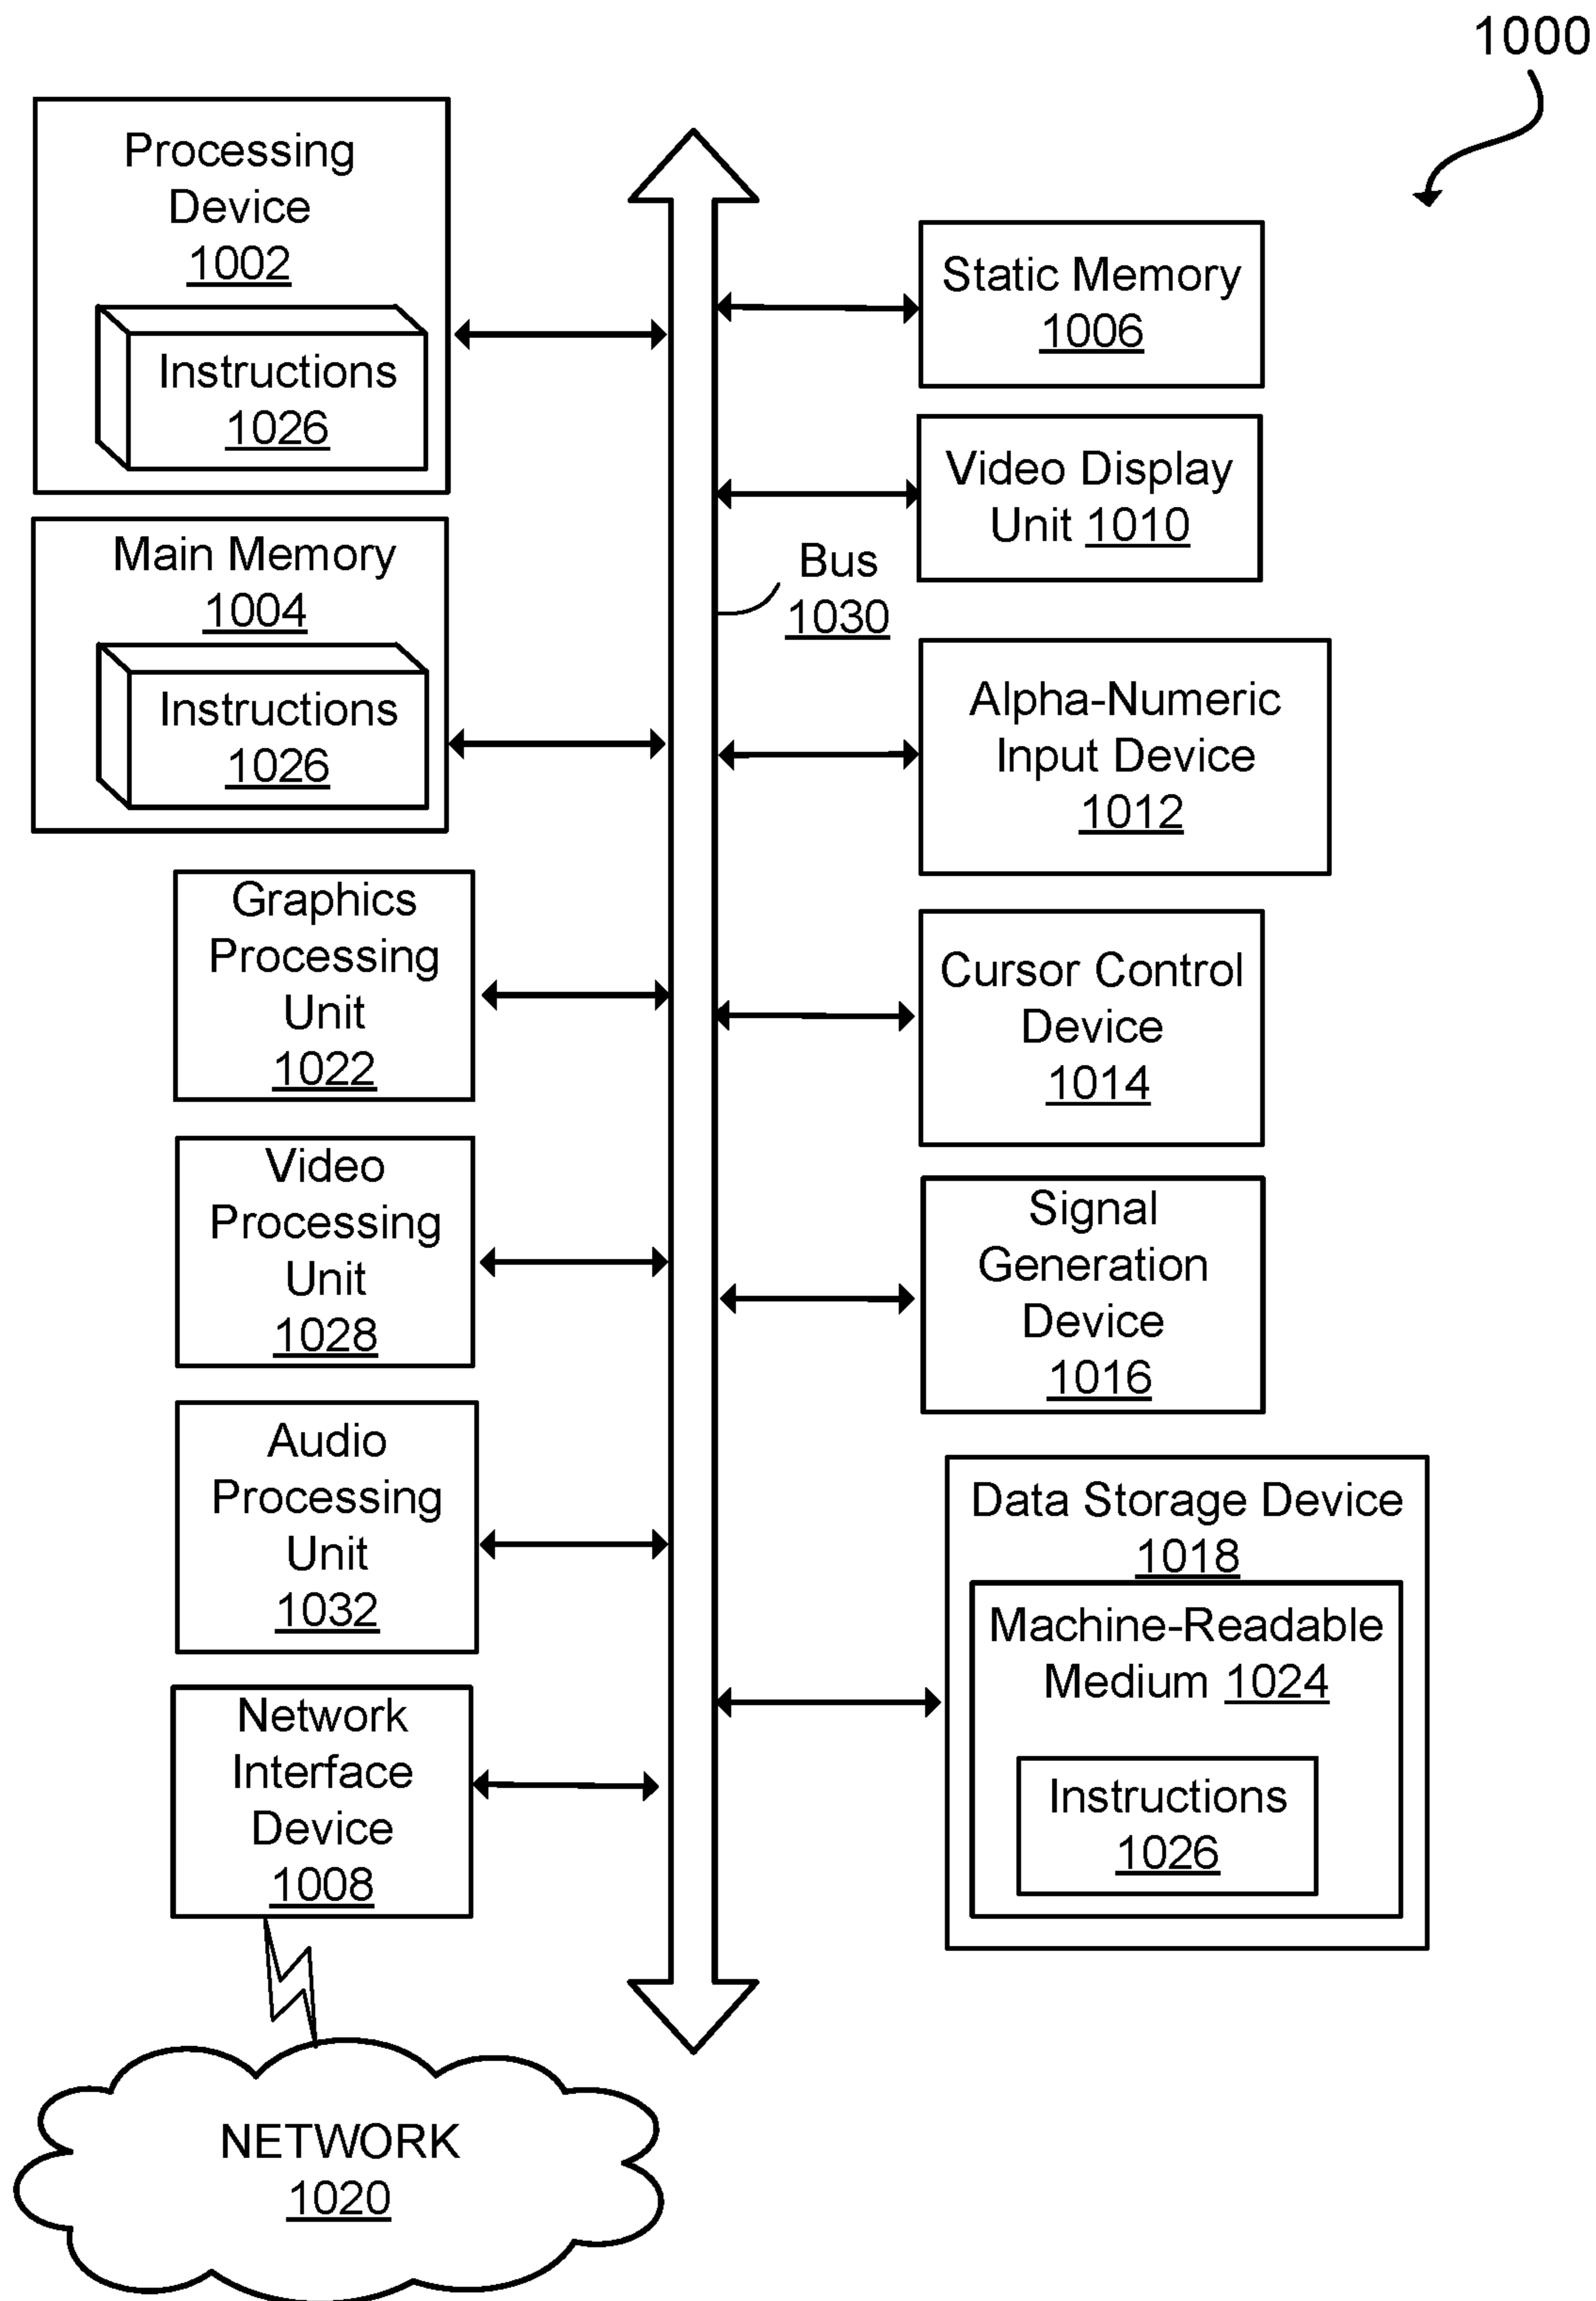 1000
Processing
Device
1002
Instructions
1026
Main Memory
1004
Instructions
1026
Graphics
Processing
Unit
1022
Video
Processing
Unit
1028
Audio
Processing
Unit
1032
Network
Interface
Device
1008
NETWORK
1020
Bus
1030
Static Memory
1006
Video Display
Unit 1010
Alpha-Numeric
Input Device
1012
Cursor Control
Device
1014
Signal
Generation
Device
1016
Data Storage Device
1018
Machine-Readable
Medium 1024
Instructions
1026